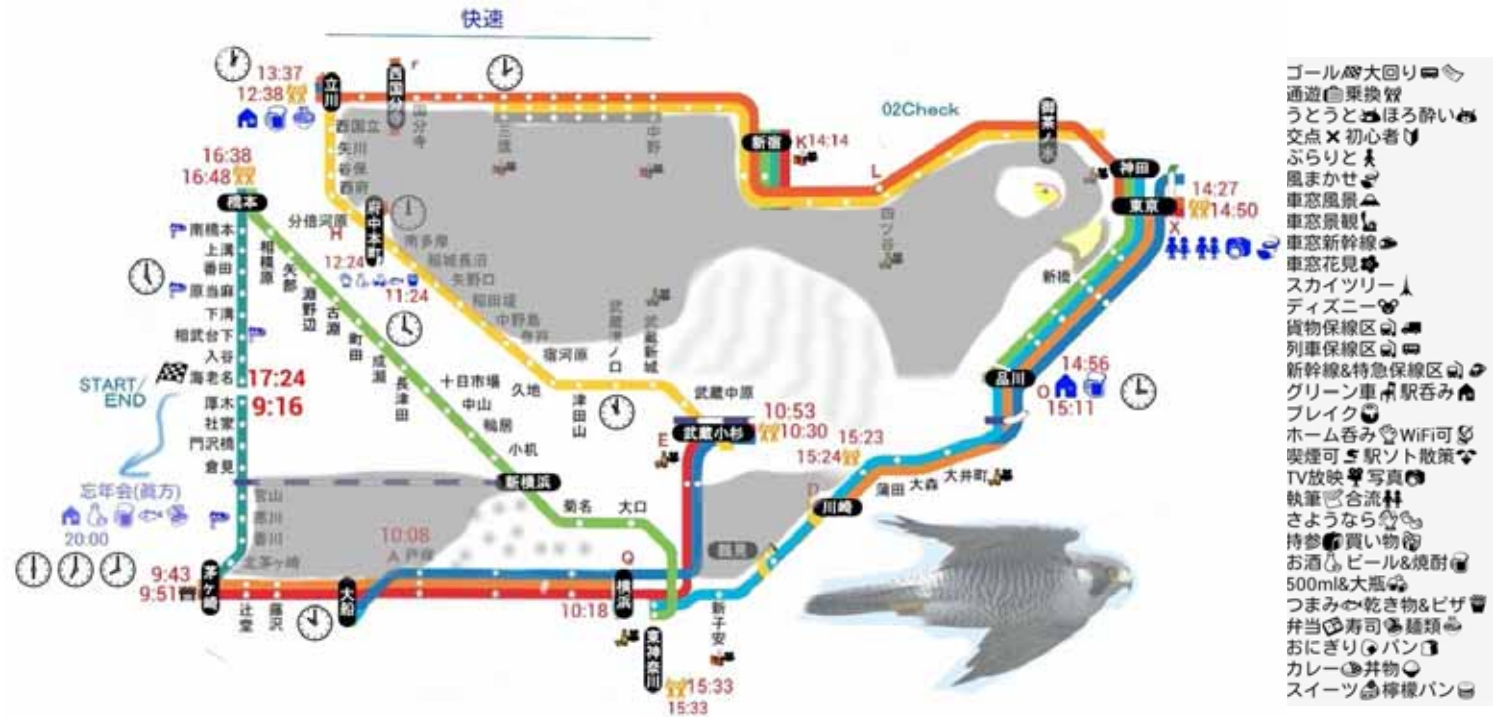 快速
13:37
12:38
立川
西国分寺
国分寺
三鷹
中野
新宿
K14:14
02Check
L
四ツ谷
御茶ノ水
神田
東京
14:27
14:50
X
新橋
西国立
矢川
谷保
西府
分倍河原
H
府中本町
12:24
11:24
南多摩
稲城長沼
矢野口
稲田堤
中野島
登戸
宿河原
久地
津田山
武蔵溝ノ口
武蔵新城
武蔵中原
武蔵小杉
10:53
10:30
E
16:38
16:48
橋本
南橋本
上溝
番田
原当麻
下溝
相武台下
入谷
海老名
17:24
START/
END
9:16
厚木
社家
門沢橋
倉見
宮山
寒川
香川
北茅ヶ崎
忘年会(眞方)
20:00
相模原
矢部
淵野辺
古淵
町田
成瀬
長津田
十日市場
中山
鴨居
小机
新横浜
菊名
大口
9:43
9:51
茅ヶ崎
辻堂
藤沢
大船
10:08
A 戸塚
Q
横浜
10:18
東神奈川
15:33
15:33
新子安
鶴見
D
川崎
15:23
15:24
蒲田
大森
大井町
品川
14:56
O
15:11
ゴール 大回り
通遊 乗換
うとうと ほろ酔い
交点 初心者
ぶらりと
風まかせ
車窓風景
車窓景観
車窓新幹線
車窓花見
スカイツリー
ディズニー
貨物保線区
列車保線区
新幹線&特急保線区
グリーン車 駅呑み
ブレイク
ホーム呑み WiFi可
喫煙可 駅ソト散策
TV放映 写真
執筆 合流
さようなら
持参 買い物
お酒 ビール&焼酎
500ml&大瓶
つまみ 乾き物&ピザ
弁当 寿司 麺類
おにぎり パン
カレー 丼物
スイーツ 檸檬パン